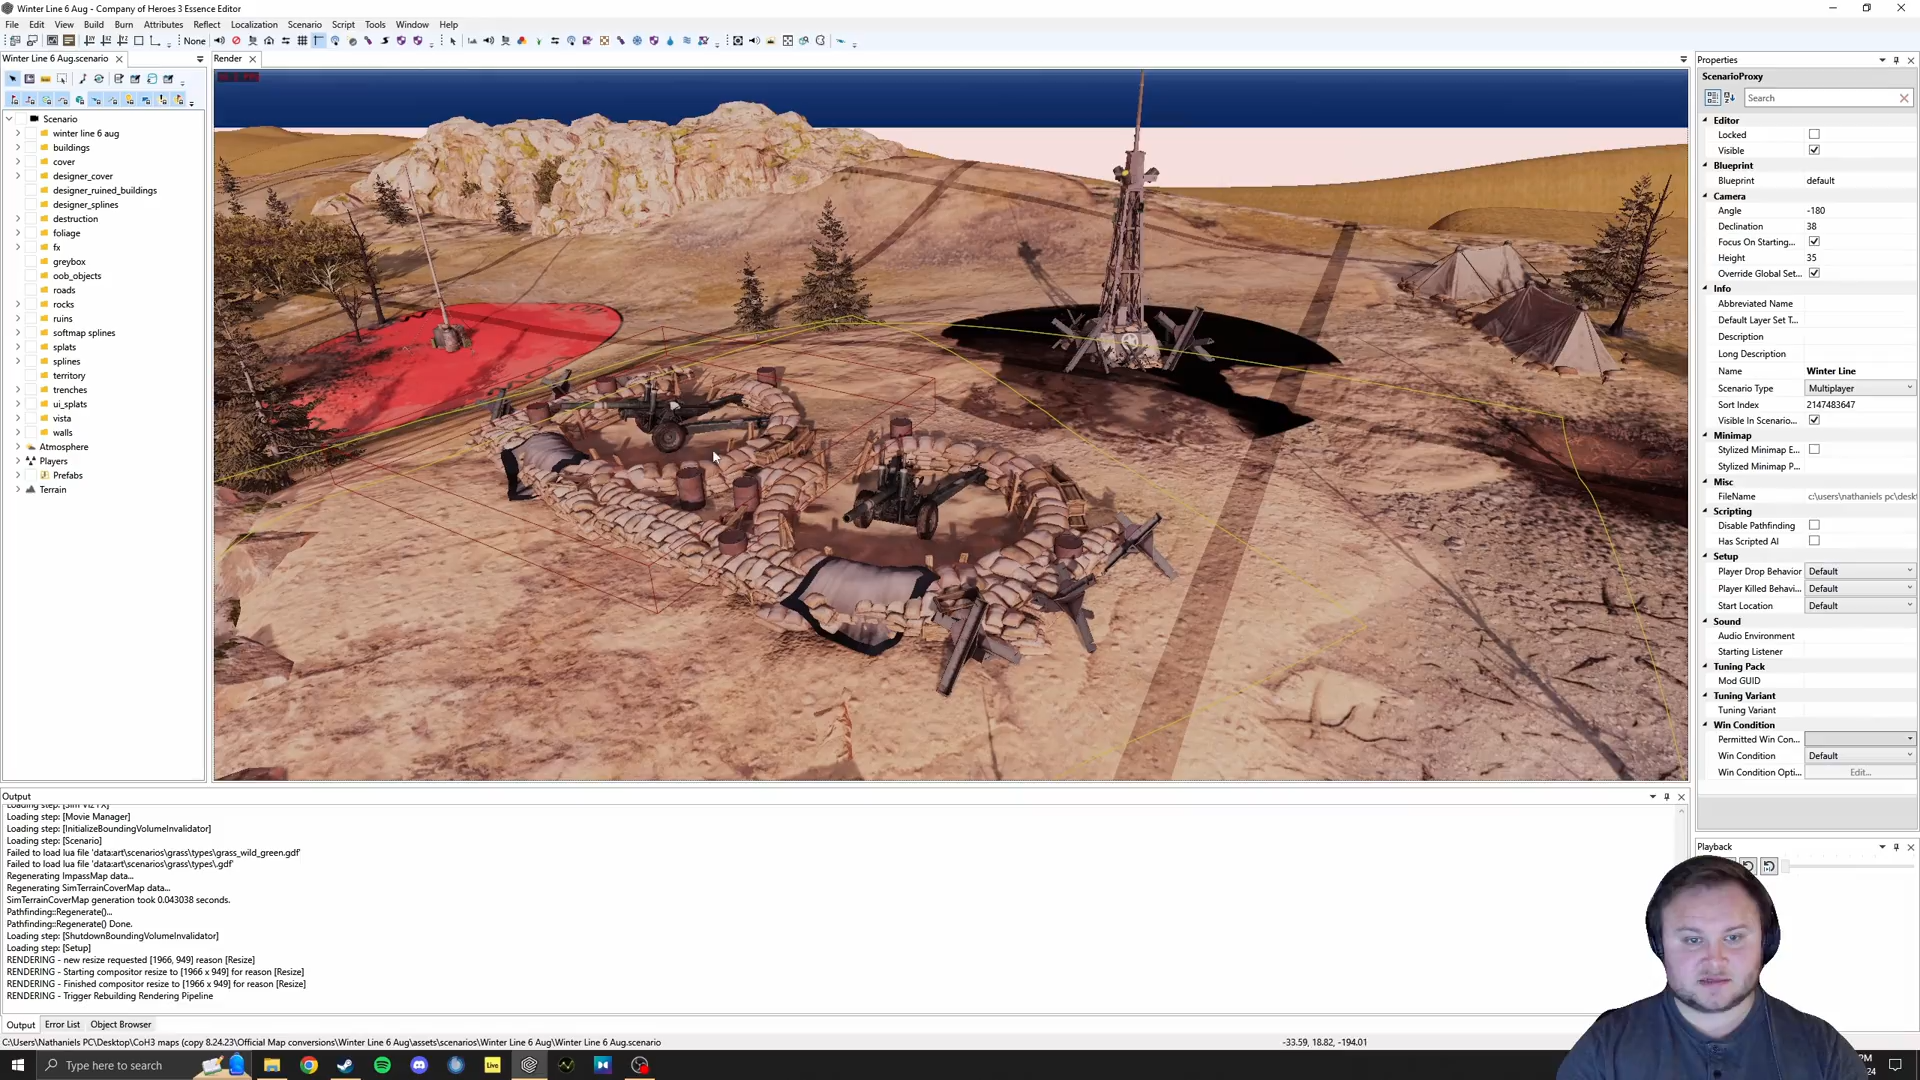 Winter Line 6 Aug - Company of Heroes 3 Essence Editor
File Edit View Build Burn Attributes Reflect Localization Scenario Script Tools Window Help
None
Winter Line 6 Aug.scenario
Render
Scenario
winter line 6 aug
buildings
cover
designer_cover
designer_ruined_buildings
designer_splines
destruction
foliage
fx
greybox
oob_objects
roads
rocks
ruins
softmap splines
splats
splines
territory
trenches
ui_splats
vista
walls
Atmosphere
Players
Prefabs
Terrain
Properties
ScenarioProxy
Search
Editor
Locked
Visible
Blueprint
Blueprint default
Camera
Angle -180
Declination 38
Focus On Starting...
Height 35
Override Global Set...
Info
Abbreviated Name
Default Layer Set T...
Description
Long Description
Name Winter Line
Scenario Type Multiplayer
Sort Index 2147483647
Visible In Scenario...
Minimap
Stylized Minimap E...
Stylized Minimap P...
Misc
FileName c:\users\nathaniels pc\desk
Scripting
Disable Pathfinding
Has Scripted AI
Setup
Player Drop Behavior Default
Player Killed Behavi... Default
Start Location Default
Sound
Audio Environment
Starting Listener
Tuning Pack
Mod GUID
Tuning Variant
Tuning Variant
Win Condition
Permitted Win Con...
Win Condition Default
Win Condition Opti... Edit...
Playback
Output
Loading step: [Sim Viz FX]
Loading step: [Movie Manager]
Loading step: [InitializeBoundingVolumeInvalidator]
Loading step: [Scenario]
Failed to load lua file 'data:art\scenarios\grass\types\grass_wild_green.gdf'
Failed to load lua file 'data:art\scenarios\grass\types\.gdf'
Regenerating ImpassMap data...
Regenerating SimTerrainCoverMap data...
SimTerrainCoverMap generation took 0.043038 seconds.
Pathfinding::Regenerate()...
Pathfinding::Regenerate() Done.
Loading step: [ShutdownBoundingVolumeInvalidator]
Loading step: [Setup]
RENDERING - new resize requested [1966, 949] reason [Resize]
RENDERING - Starting compositor resize to [1966 x 949] for reason [Resize]
RENDERING - Finished compositor resize to [1966 x 949] for reason [Resize]
RENDERING - Trigger Rebuilding Rendering Pipeline
Output Error List Object Browser
C:\Users\Nathaniels PC\Desktop\CoH3 maps (copy 8.24.23\Official Map conversions\Winter Line 6 Aug\assets\scenarios\Winter Line 6 Aug\Winter Line 6 Aug.scenario
-33.59, 18.82, -194.01
Type here to search
Live
PM
24